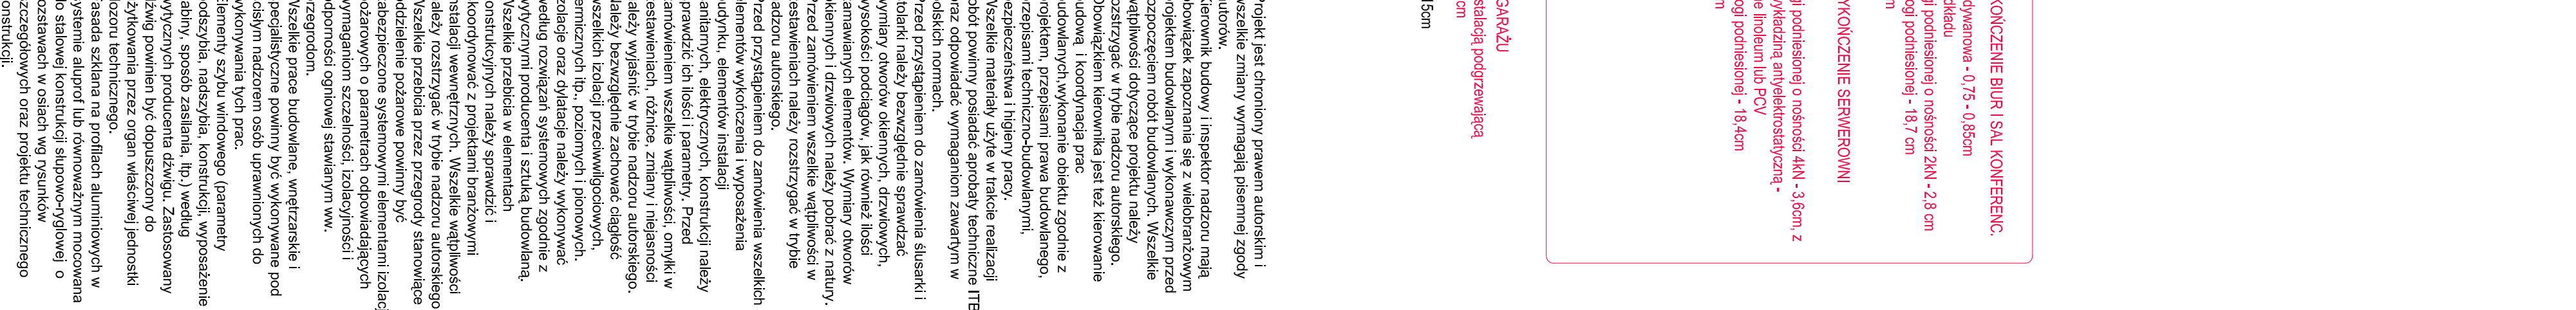 KOŃCZENIE BIUR I SAL KONFERENC.
dywanowa - 0,75 - 0,85cm
dkładu
gi podniesionej o nośności 2kN - 2,8 cm
ogi podniesionej - 18,7 cm
m
YKOŃCZENIE SERWEROWNI
gi podniesionej o nośności 4kN - 3,6cm, z
wykładziną antyelektrostatyczną -
ne linoleum lub PCV
ogi podniesionej - 18,4cm
m
GARAŻU
stalacją podgrzewającą
cm
15cm
Projekt jest chroniony prawem autorskim i
wszelkie zmiany wymagają pisemnej zgody
autorów.
Kierownik budowy i inspektor nadzoru mają
obowiązek zapoznania się z wielobranżowym
projektem budowlanym i wykonawczym przed
rozpoczęciem robót budowlanych. Wszelkie
wątpliwości dotyczące projektu należy
rozstrzygać w trybie nadzoru autorskiego.
Obowiązkiem kierownika jest też kierowanie
budową i koordynacja prac
budowlanych,wykonanie obiektu zgodnie z
projektem, przepisami prawa budowlanego,
przepisami techniczno-budowlanymi,
bezpieczeństwa i higieny pracy.
Wszelkie materiały użyte w trakcie realizacji
robót powinny posiadać aprobaty techniczne ITB
oraz odpowiadać wymaganiom zawartym w
polskich normach.
Przed przystąpieniem do zamówienia ślusarki i
stolarki należy bezwzględnie sprawdzać
wymiary otworów okiennych, drzwiowych,
wysokości podciągów, jak również ilości
zamawianych elementów. Wymiary otworów
okiennych i drzwiowych należy pobrać z natury.
Przed zamówieniem wszelkie wątpliwości w
zestawieniach należy rozstrzygać w trybie
nadzoru autorskiego.
Przed przystąpieniem do zamówienia wszelkich
elementów wykończenia i wyposażenia
budynku, elementów instalacji
sanitarnych, elektrycznych, konstrukcji należy
sprawdzić ich ilości i parametry. Przed
zamówieniem wszelkie wątpliwości, omyłki w
zestawieniach, różnice, zmiany i niejasności
należy wyjaśnić w trybie nadzoru autorskiego.
Należy bezwzględnie zachować ciągłość
wszelkich izolacji przeciwwilgociowych,
termicznych itp., poziomych i pionowych.
Izolacje oraz dylatacje należy wykonywać
według rozwiązań systemowych zgodnie z
wytycznymi producenta i sztuką budowlaną.
Wszelkie przebicia w elementach
konstrukcyjnych należy sprawdzić i
skoordynować z projektami branżowymi
instalacji wewnętrznych. Wszelkie wątpliwości
należy rozstrzygać w trybie nadzoru autorskiego
Wszelkie przebicia przez przegrody stanowiące
oddzielenie pożarowe powinny być
zabezpieczone systemowymi elementami izolacj
pożarowych o parametrach odpowiadających
wymaganiom szczelności, izolacyjności i
odporności ogniowej stawianym ww.
przegrodom.
Wszelkie prace budowlane, wnętrzarskie i
specjalistyczne powinny być wykonywane pod
ścisłym nadzorem osób uprawnionych do
wykonywania tych prac.
Elementy szybu windowego (parametry
podszybia, nadszybia, konstrukcji, wyposażenie
kabiny, sposób zasilania, itp.) według
wytycznych producenta dźwigu. Zastosowany
dźwig powinien być dopuszczony do
użytkowania przez organ właściwej jednostki
dozoru technicznego.
Fasada szklana na profilach aluminiowych w
systemie aluprof lub równoważnym mocowana
do stalowej konstrukcji słupowo-ryglowej o
rozstawach w osiach wg rysunków
szczegółowych oraz projektu technicznego
konstrukcji.